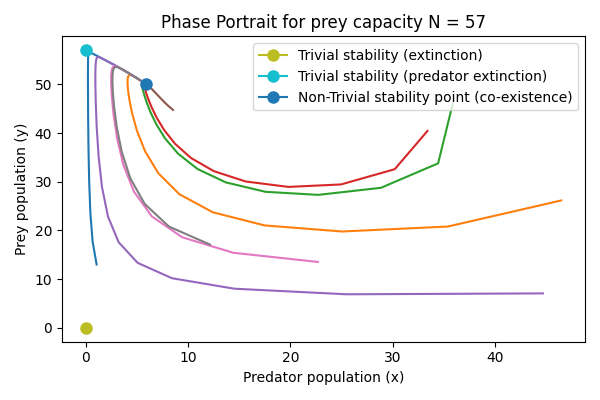 Phase Portrait for prey capacity N = 57
Trivial stability (extinction)
Trivial stability (predator extinction)
Non-Trivial stability point (co-existence)
Prey population (y)
50
40
30
20
10
0
0
10
20
30
40
Predator population (x)